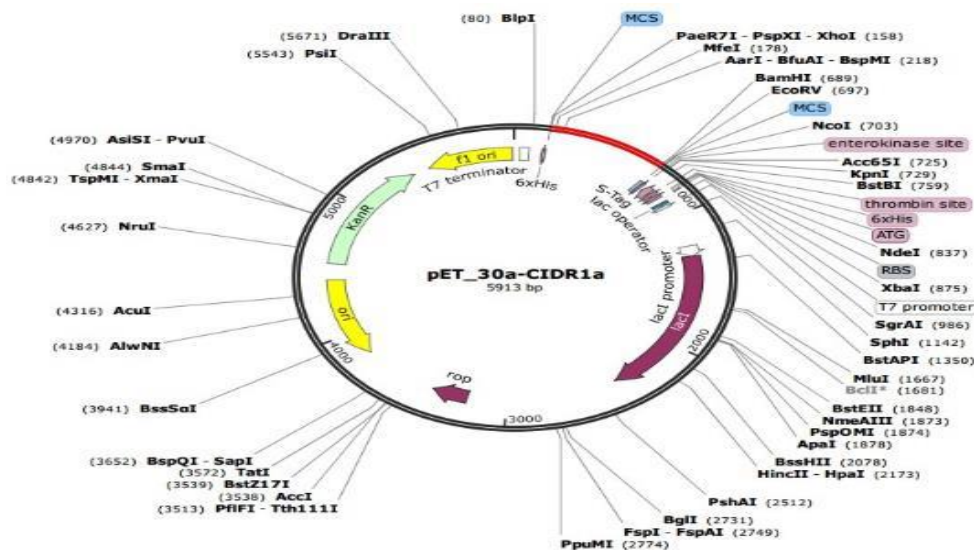 (80) BlpI
MCS
(5671) DraIII
PaeR7I - PspXI - XhoI (158)
(5543) PsiI
MfeI (178)
AarI - BfuAI - BspMI (218)
BamHI (689)
EcoRV (697)
MCS
(4970) AsiSI - PvuI
NcoI (703)
enterokinase site
(4844) SmaI
Acc65I (725)
(4842) TspMI - XmaI
KpnI (729)
BstBI (759)
thrombin site
6xHis
(4627) NruI
ATG
NdeI (837)
RBS
XbaI (875)
T7 promoter
(4316) AcuI
SgrAI (986)
SphI (1142)
(4184) AlwNI
BstAPI (1350)
MluI (1667)
BclI* (1681)
(3941) BssSαI
BstEII (1848)
NmeAIII (1873)
PspOMI (1874)
ApaI (1878)
(3652) BspQI - SapI
BssHII (2078)
(3572) TatI
HincII - HpaI (2173)
(3539) BstZ17I
(3538) AccI
(3513) PflFI - Tth111I
PshAI (2512)
BglI (2731)
FspI - FspAI (2749)
PpuMI (2774)
f1 ori
T7 terminator
6xHis
S-Tag
lac operator
lacI promoter
lacI
KanR
ori
rop
1000
2000
3000
4000
5000
pET_30a-CIDR1a
5913 bp